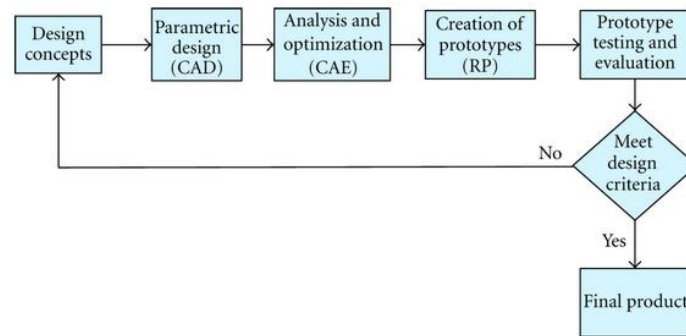 Design
concepts
Parametric
design
(CAD)
Analysis and
optimization
(CAE)
Creation of
prototypes
(RP)
Prototype
testing and
evaluation
No
Meet
design
criteria
Yes
Final product